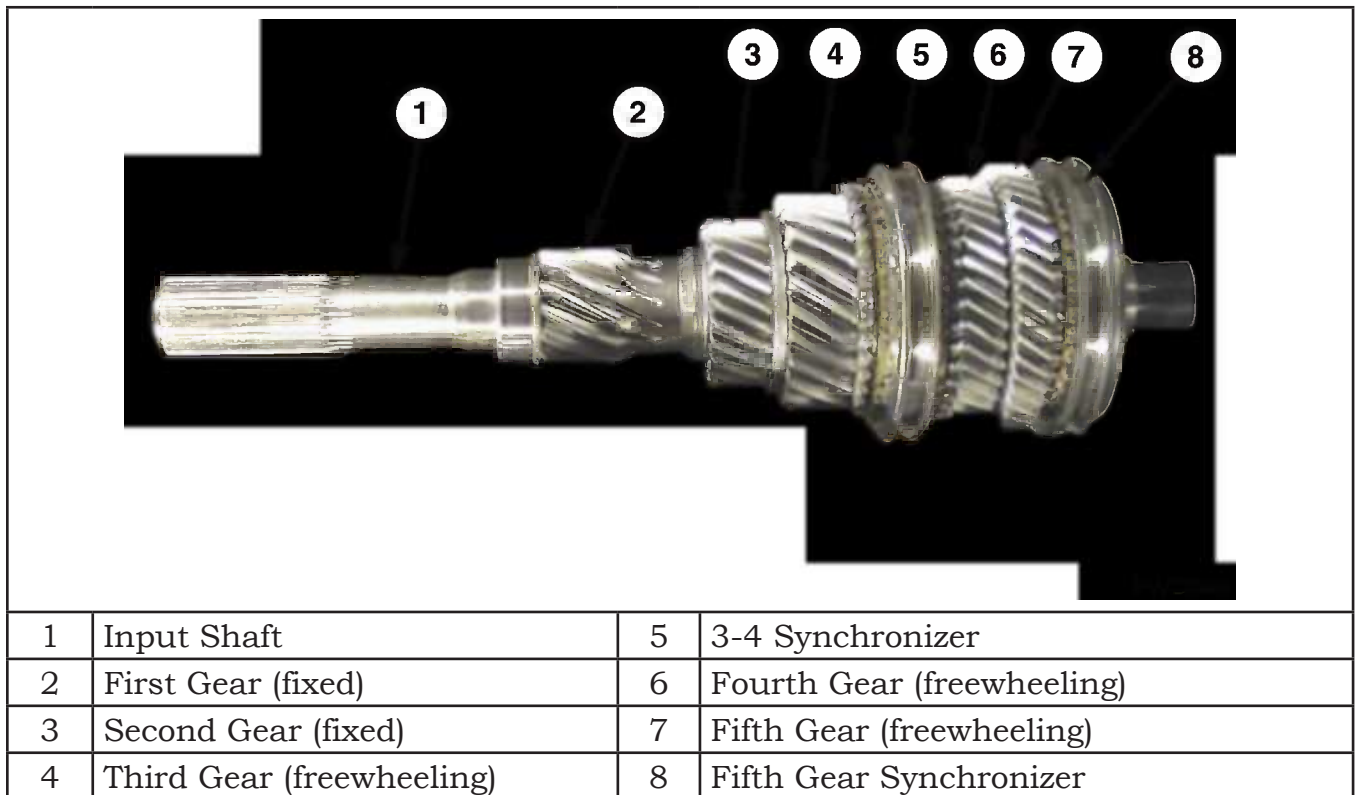 3 4 5 6 7 8
1 2
1 Input Shaft 5 3-4 Synchronizer
2 First Gear (fixed) 6 Fourth Gear (freewheeling)
3 Second Gear (fixed) 7 Fifth Gear (freewheeling)
4 Third Gear (freewheeling) 8 Fifth Gear Synchronizer